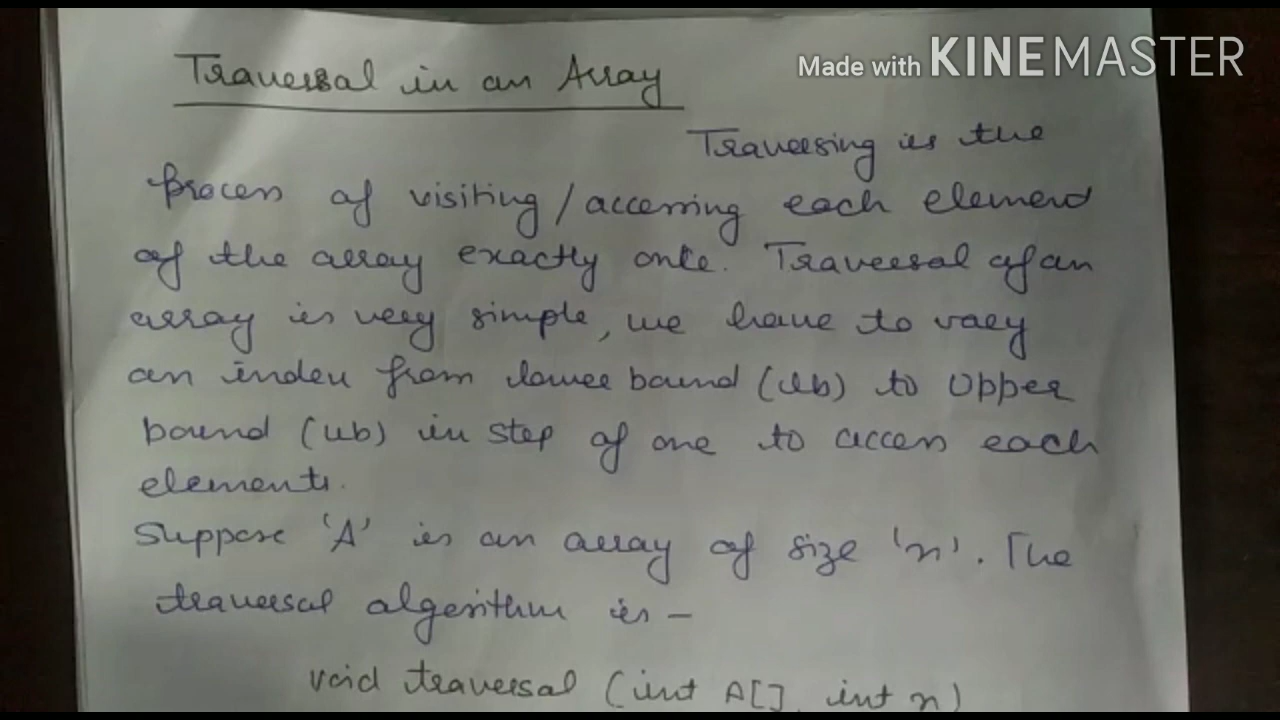 Traversal in an Array
Made with KINEMASTER
Traversing is the
process of visiting / accessing each element
of the array exactly once. Traversal of an
array is very simple, we have to vary
an index from lower bound (lb) to Upper
bound (ub) in step of one to access each
elements.
Suppose 'A' is an array of size 'n'. The
traversal algorithm is -
void traversal (int A[], int n)